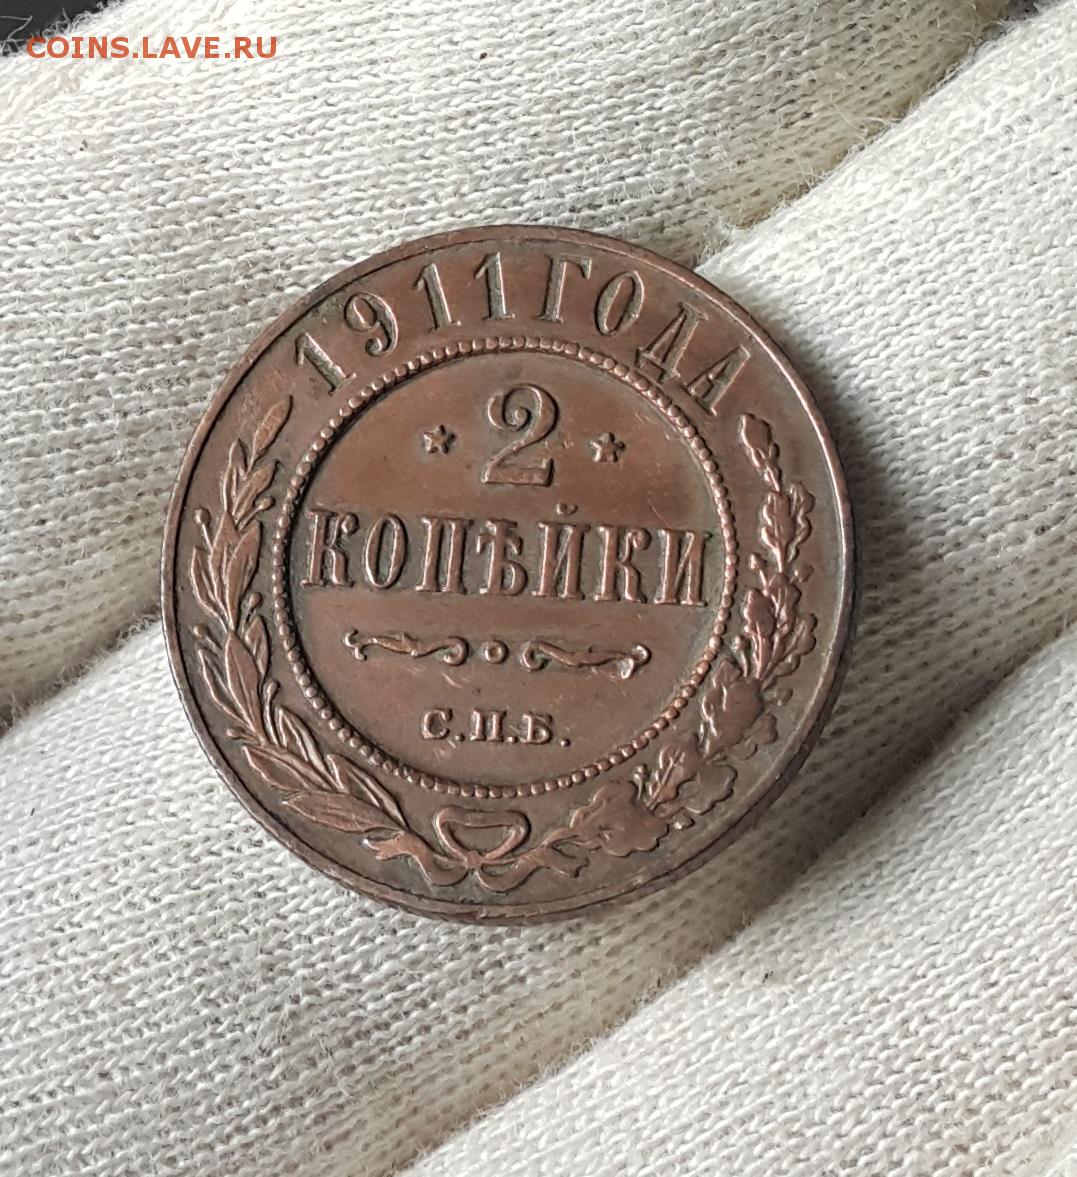 COINS.LAVE.RU
1911 ГОДА
* 2 *
КОПѢЙКИ
С.П.Б.